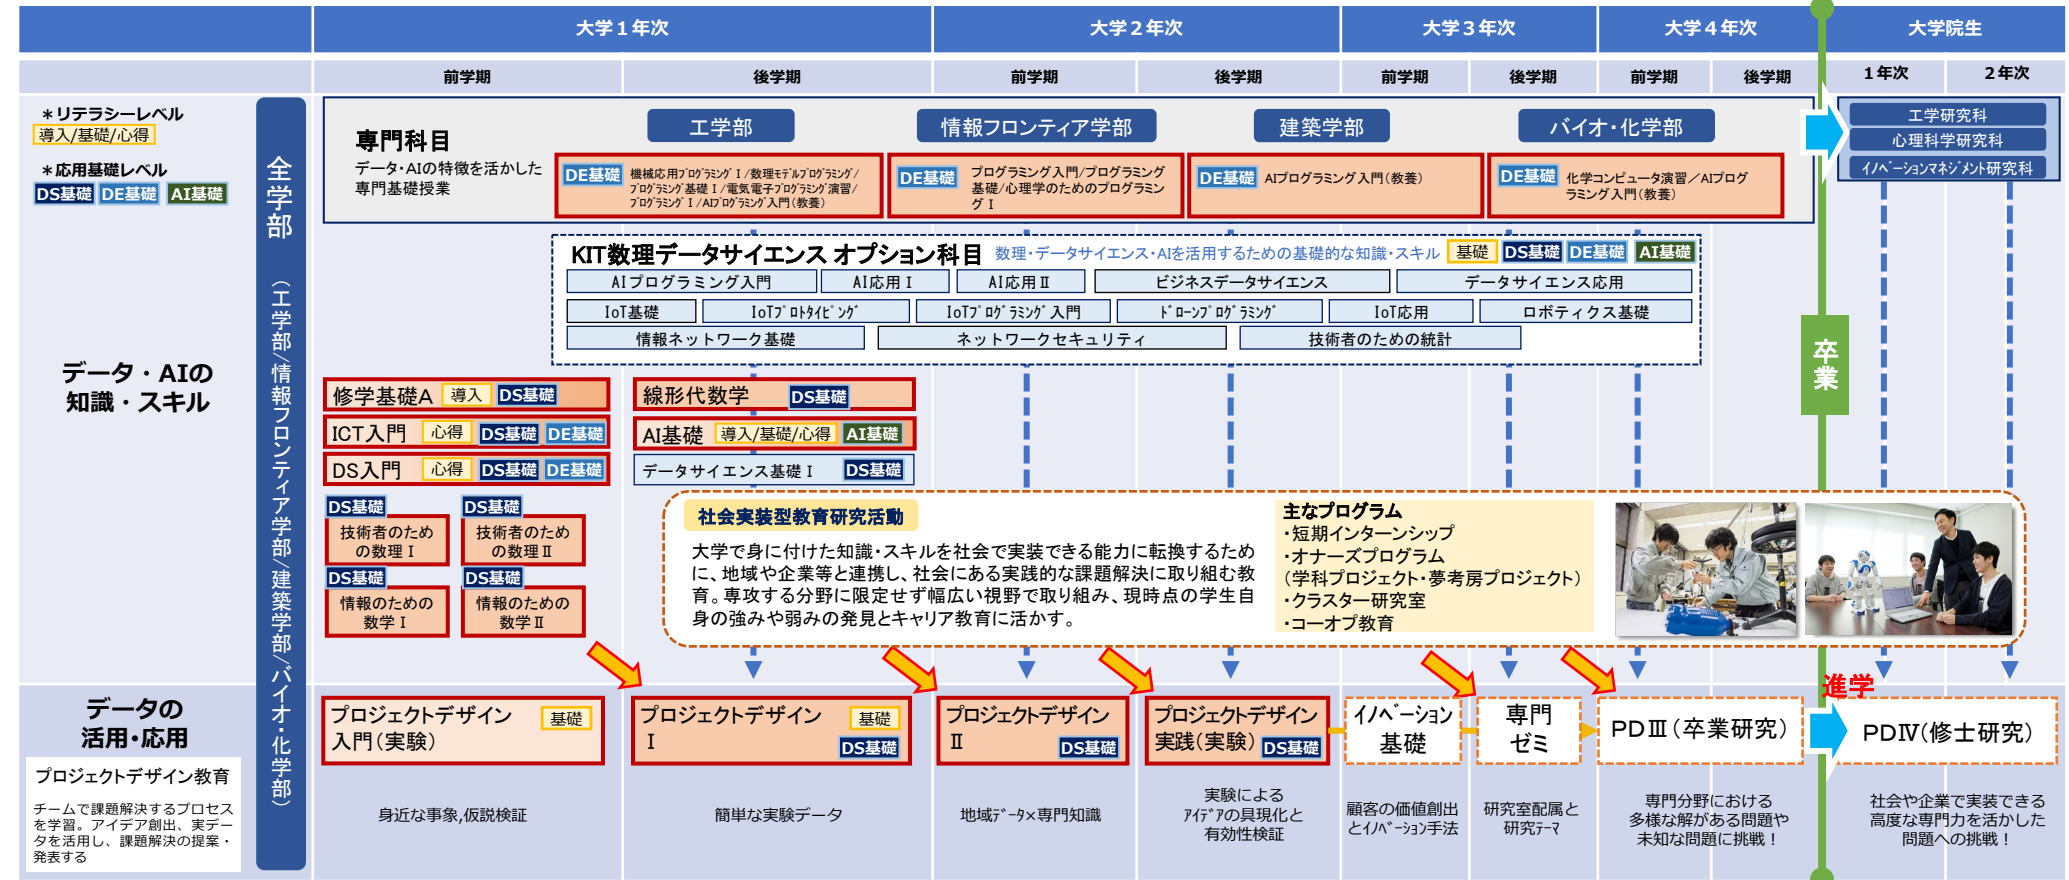 大学1年次
大学2年次
大学3年次
大学4年次
大学院生
前学期
後学期
前学期
後学期
前学期
後学期
前学期
後学期
1年次
2年次
＊リテラシーレベル
導入/基礎/心得
＊応用基礎レベル
DS基礎 DE基礎 AI基礎
全学部（工学部/情報フロンティア学部/建築学部/バイオ・化学部）
専門科目
データ・AIの特徴を活かした
専門基礎授業
工学部
情報フロンティア学部
建築学部
バイオ・化学部
DE基礎
機械応用プログラミングⅠ/数理モデルプログラミング/
プログラミング基礎Ⅰ/電気電子プログラミング演習/
プログラミングⅠ/AIプログラミング入門(教養)
DE基礎
プログラミング入門/プログラミング
基礎/心理学のためのプログラミン
グⅠ
DE基礎
AIプログラミング入門(教養)
DE基礎
化学コンピュータ演習／AIプログ
ラミング入門(教養)
工学研究科
心理科学研究科
イノベーションマネジメント研究科
KIT数理データサイエンス オプション科目
数理・データサイエンス・AIを活用するための基礎的な知識・スキル
基礎 DS基礎 DE基礎 AI基礎
AIプログラミング入門
AI応用Ⅰ
AI応用Ⅱ
ビジネスデータサイエンス
データサイエンス応用
IoT基礎
IoTプロトタイピング
IoTプログラミング入門
ドローンプログラミング
IoT応用
ロボティクス基礎
情報ネットワーク基礎
ネットワークセキュリティ
技術者のための統計
卒業
データ・AIの
知識・スキル
修学基礎A 導入 DS基礎
ICT入門 心得 DS基礎 DE基礎
DS入門 心得 DS基礎 DE基礎
線形代数学 DS基礎
AI基礎 導入/基礎/心得 AI基礎
データサイエンス基礎Ⅰ DS基礎
DS基礎
技術者のため
の数理Ⅰ
DS基礎
技術者のため
の数理Ⅱ
DS基礎
情報のための
数学Ⅰ
DS基礎
情報のための
数学Ⅱ
社会実装型教育研究活動
大学で身に付けた知識・スキルを社会で実装できる能力に転換するため
に、地域や企業等と連携し、社会にある実践的な課題解決に取り組む教
育。専攻する分野に限定せず幅広い視野で取り組み、現時点の学生自
身の強みや弱みの発見とキャリア教育に活かす。
主なプログラム
・短期インターンシップ
・オナーズプログラム
(学科プロジェクト・夢考房プロジェクト)
・クラスター研究室
・コーオプ教育
データの
活用・応用
プロジェクトデザイン教育
チームで課題解決するプロセス
を学習。アイデア創出、実デー
タを活用し、課題解決の提案・
発表する
プロジェクトデザイン
入門(実験)
基礎
プロジェクトデザイン
Ⅰ
基礎
DS基礎
プロジェクトデザイン
Ⅱ
DS基礎
プロジェクトデザイン
実践(実験) DS基礎
イノベーション
基礎
専門
ゼミ
PDⅢ(卒業研究)
進学
PDⅣ(修士研究)
身近な事象,仮説検証
簡単な実験データ
地域データ×専門知識
実験による
アイデアの具現化と
有効性検証
顧客の価値創出
とイノベーション手法
研究室配属と
研究テーマ
専門分野における
多様な解がある問題や
未知な問題に挑戦！
社会や企業で実装できる
高度な専門力を活かした
問題への挑戦！